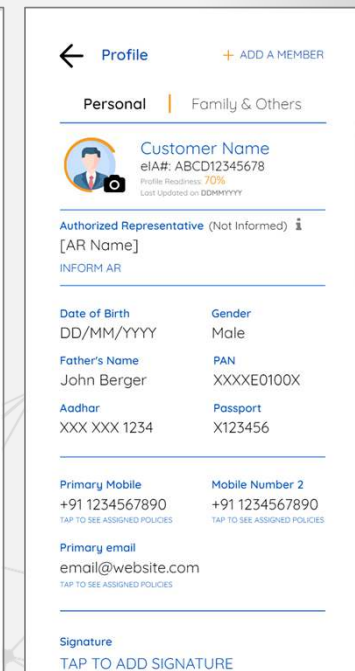 Profile
+ ADD A MEMBER
Personal | Family & Others
Customer Name
eIA#: ABCD12345678
Profile Readiness: 70%
Last Updated on DDMMYYYY
Authorized Representative (Not Informed) i
[AR Name]
INFORM AR
Date of Birth Gender
DD/MM/YYYY Male
Father's Name PAN
John Berger XXXXE0100X
Aadhar Passport
XXX XXX 1234 X123456
Primary Mobile Mobile Number 2
+91 1234567890 +91 1234567890
TAP TO SEE ASSIGNED POLICIES TAP TO SEE ASSIGNED POLICIES
Primary email
email@website.com
TAP TO SEE ASSIGNED POLICIES
Signature
TAP TO ADD SIGNATURE